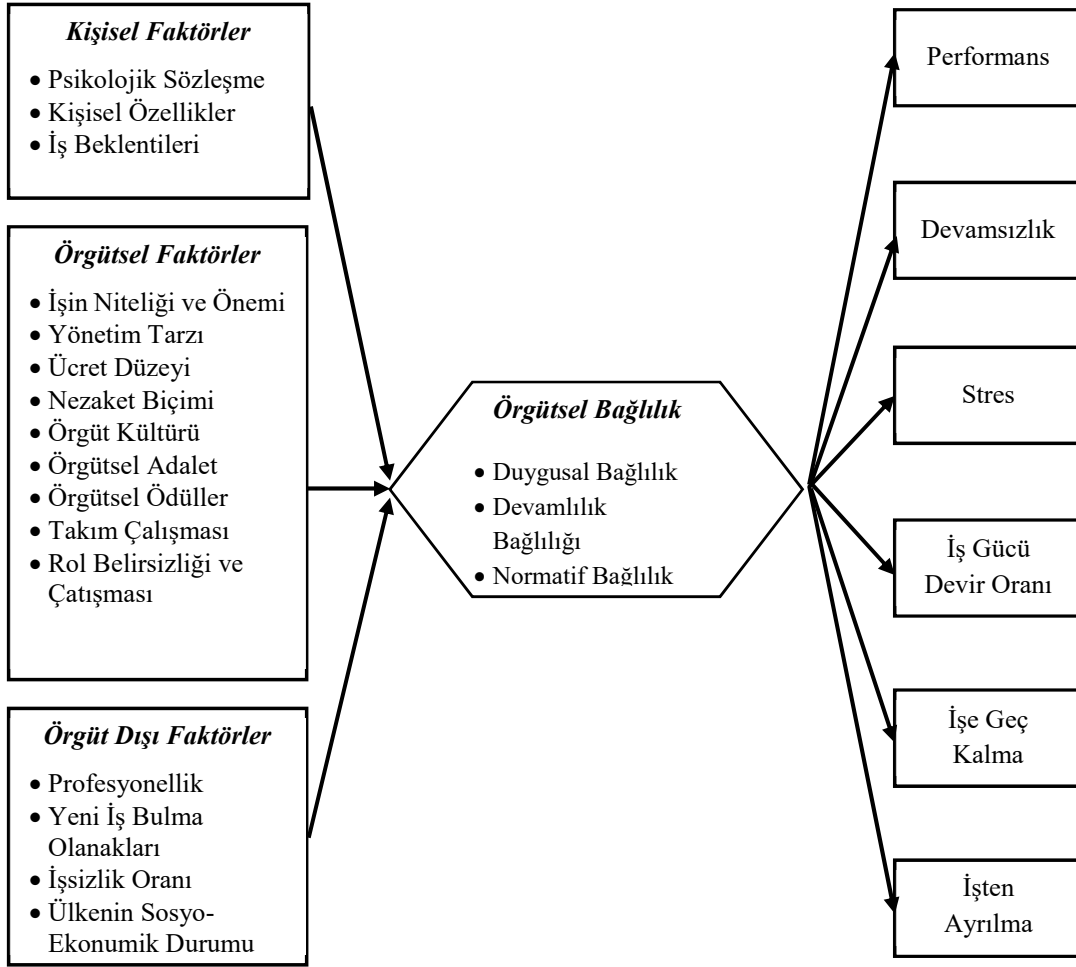 Kişisel Faktörler
• Psikolojik Sözleşme
• Kişisel Özellikler
• İş Beklentileri
Örgütsel Faktörler
• İşin Niteliği ve Önemi
• Yönetim Tarzı
• Ücret Düzeyi
• Nezaket Biçimi
• Örgüt Kültürü
• Örgütsel Adalet
• Örgütsel Ödüller
• Takım Çalışması
• Rol Belirsizliği ve
Çatışması
Örgüt Dışı Faktörler
• Profesyonellik
• Yeni İş Bulma
Olanakları
• İşsizlik Oranı
• Ülkenin Sosyo-
Ekonumik Durumu
Örgütsel Bağlılık
• Duygusal Bağlılık
• Devamlılık
Bağlılığı
• Normatif Bağlılık
Performans
Devamsızlık
Stres
İş Gücü
Devir Oranı
İşe Geç
Kalma
İşten
Ayrılma